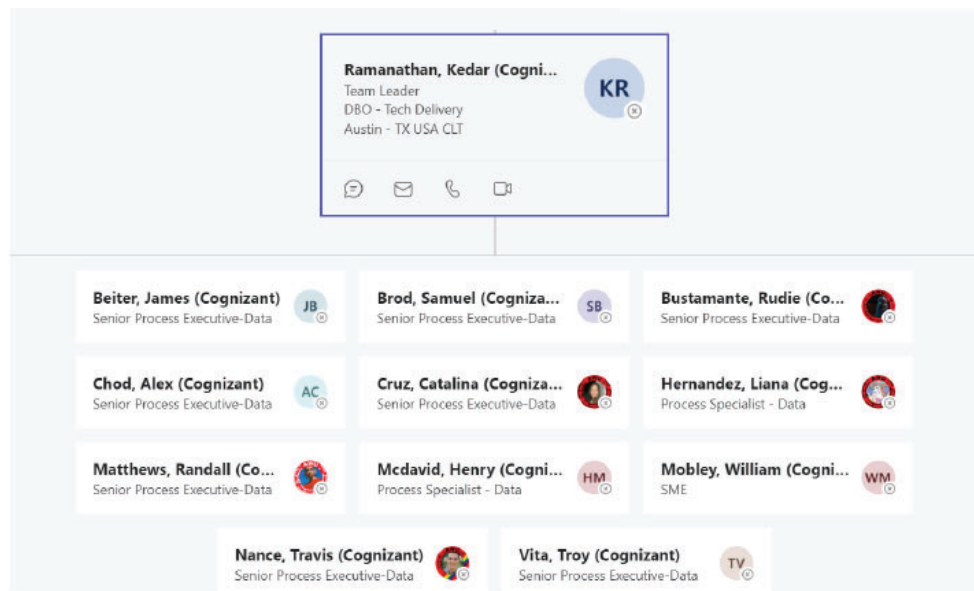 Ramanathan, Kedar (Cogni...
KR
Team Leader
DBO - Tech Delivery
Austin - TX USA CLT
Beiter, James (Cognizant)
Senior Process Executive-Data
JB
Brod, Samuel (Cogniza...
Senior Process Executive-Data
SB
Bustamante, Rudie (Co...
Senior Process Executive-Data
Chod, Alex (Cognizant)
Senior Process Executive-Data
AC
Cruz, Catalina (Cogniza...
Senior Process Executive-Data
Hernandez, Liana (Cog...
Process Specialist - Data
Matthews, Randall (Co...
Senior Process Executive-Data
Mcdavid, Henry (Cogni...
Process Specialist - Data
HM
Mobley, William (Cogni...
SME
WM
Nance, Travis (Cognizant)
Senior Process Executive-Data
Vita, Troy (Cognizant)
Senior Process Executive-Data
TV